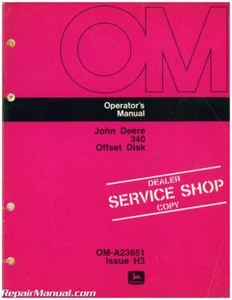 OM
Operator's
Manual
John Deere
340
Offset Disk
DEALER
SERVICE SHOP
COPY
OM-A23651
Issue H3
RepairManual.com